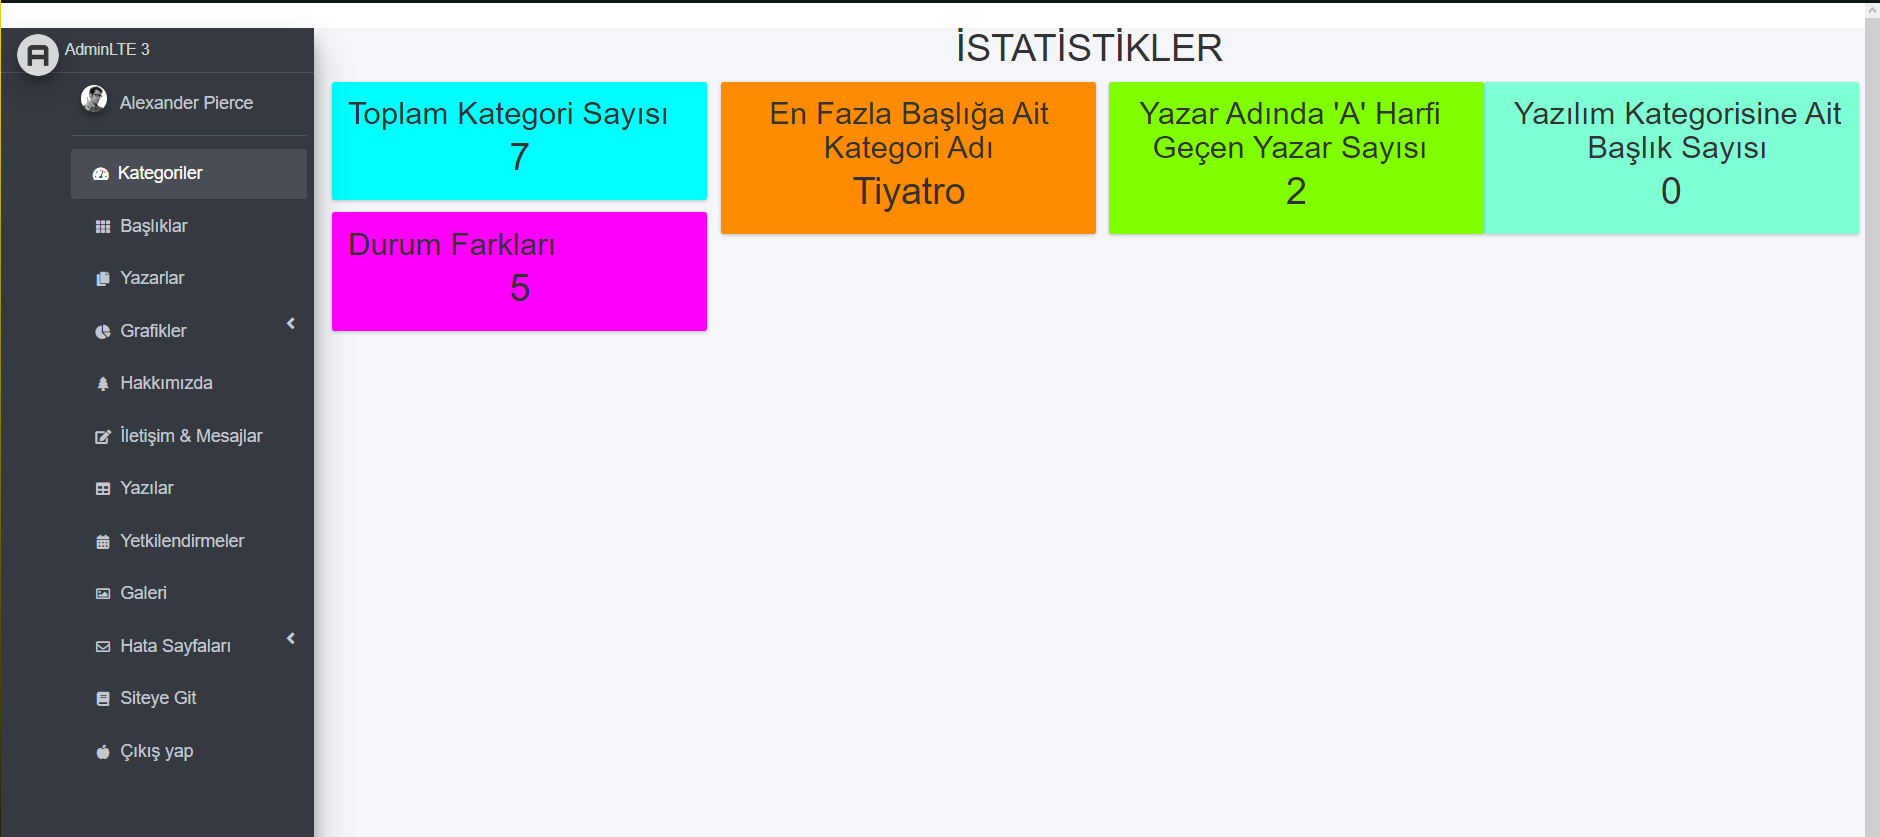 AdminLTE 3
Alexander Pierce
Kategoriler
Başlıklar
Yazarlar
Grafikler
Hakkımızda
İletişim & Mesajlar
Yazılar
Yetkilendirmeler
Galeri
Hata Sayfaları
Siteye Git
Çıkış yap
İSTATİSTİKLER
Toplam Kategori Sayısı
7
En Fazla Başlığa Ait
Kategori Adı
Tiyatro
Yazar Adında 'A' Harfi
Geçen Yazar Sayısı
2
Yazılım Kategorisine Ait
Başlık Sayısı
0
Durum Farkları
5